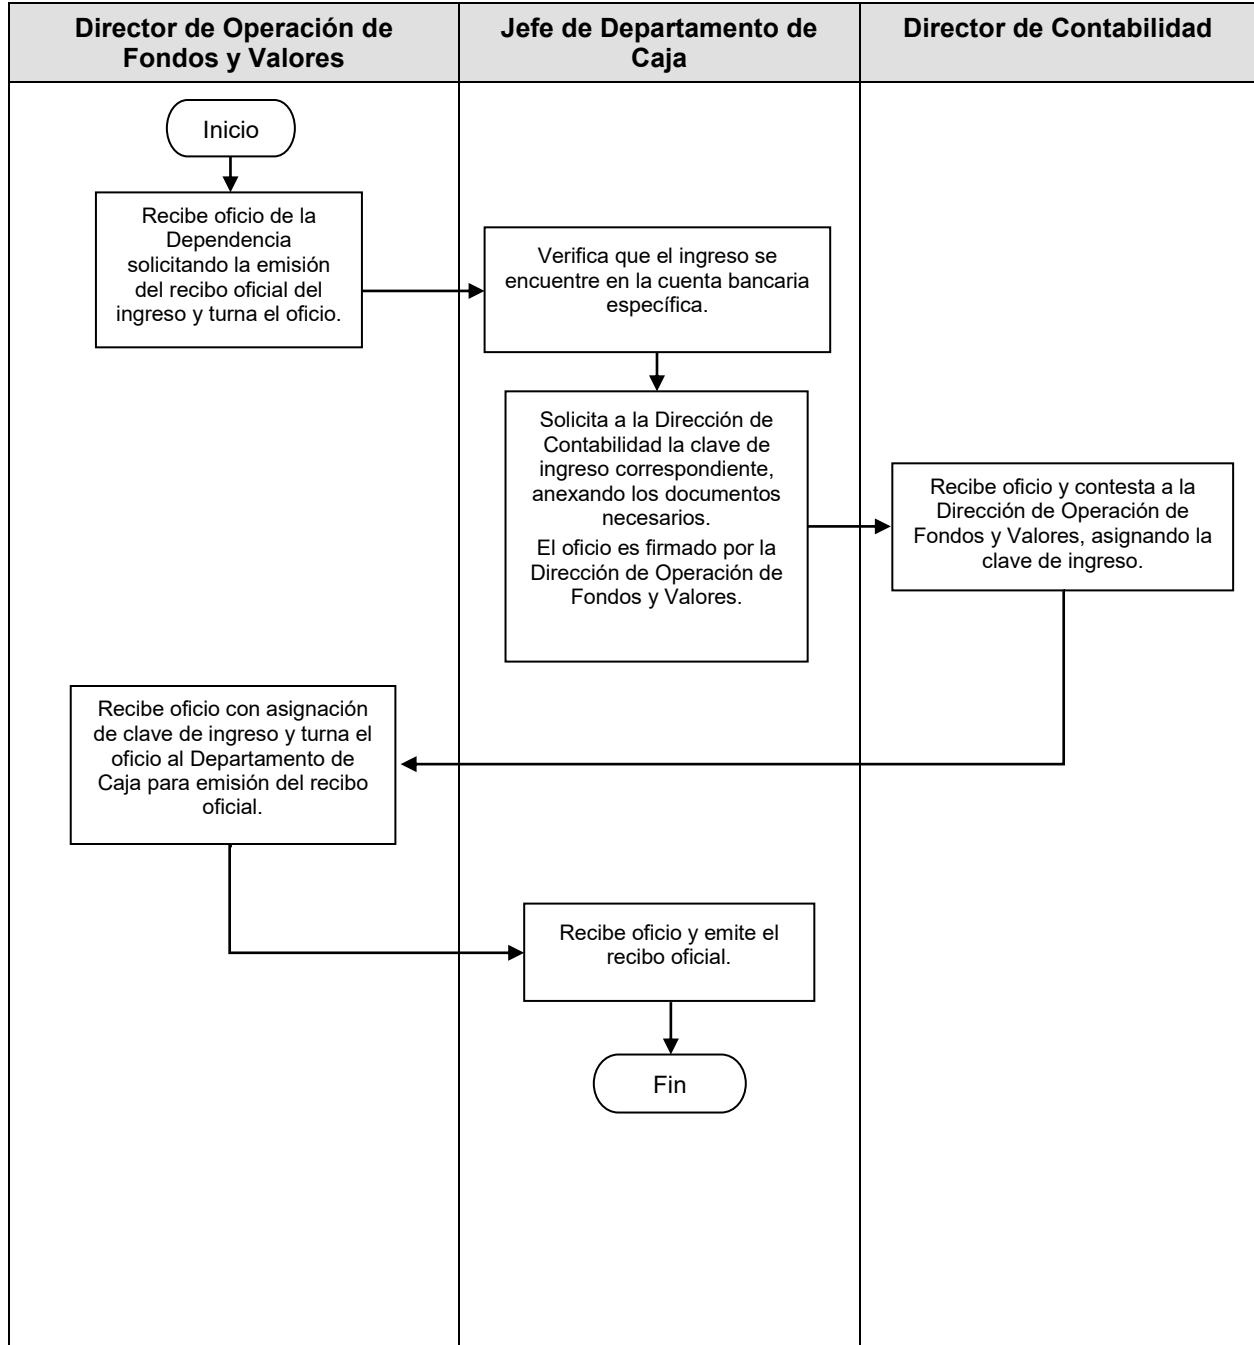 Director de Operación de
Fondos y Valores
Jefe de Departamento de
Caja
Director de Contabilidad
Inicio
Recibe oficio de la
Dependencia
solicitando la emisión
del recibo oficial del
ingreso y turna el oficio.
Verifica que el ingreso se
encuentre en la cuenta bancaria
específica.
Solicita a la Dirección de
Contabilidad la clave de
ingreso correspondiente,
anexando los documentos
necesarios.
El oficio es firmado por la
Dirección de Operación de
Fondos y Valores.
Recibe oficio y contesta a la
Dirección de Operación de
Fondos y Valores, asignando la
clave de ingreso.
Recibe oficio con asignación
de clave de ingreso y turna el
oficio al Departamento de
Caja para emisión del recibo
oficial.
Recibe oficio y emite el
recibo oficial.
Fin